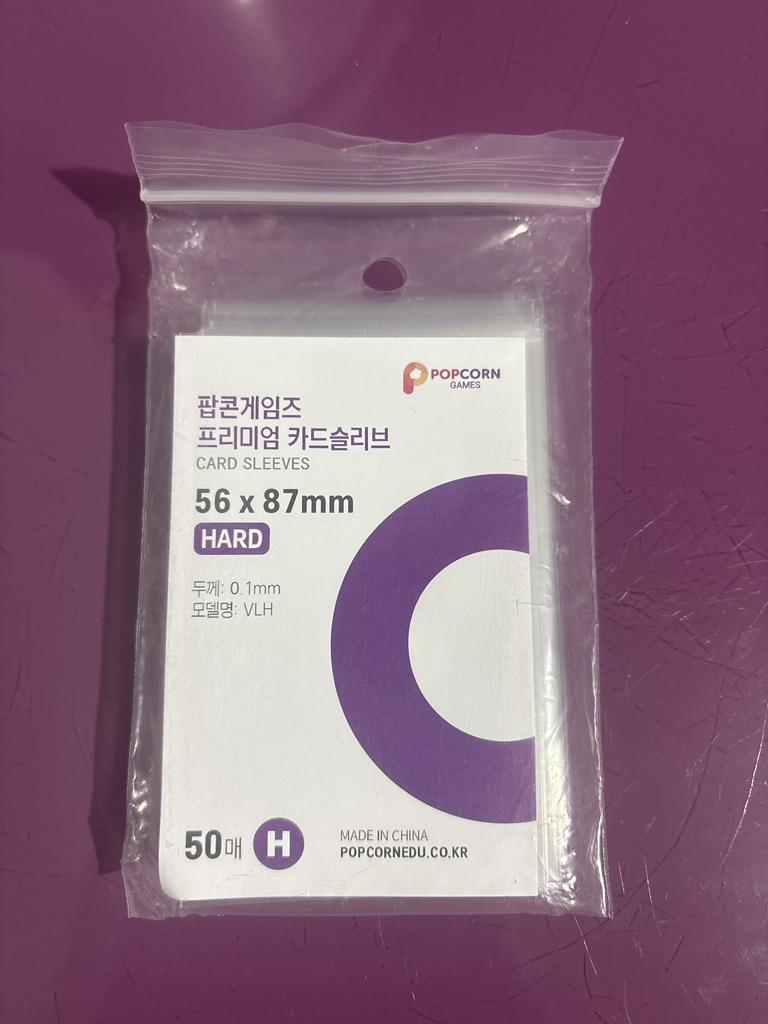 POPCORN
GAMES
팝콘게임즈
프리미엄 카드슬리브
CARD SLEEVES
56 x 87mm
HARD
두께: 0.1mm
모델명: VLH
50매 H
MADE IN CHINA
POPCORNEDU.CO.KR